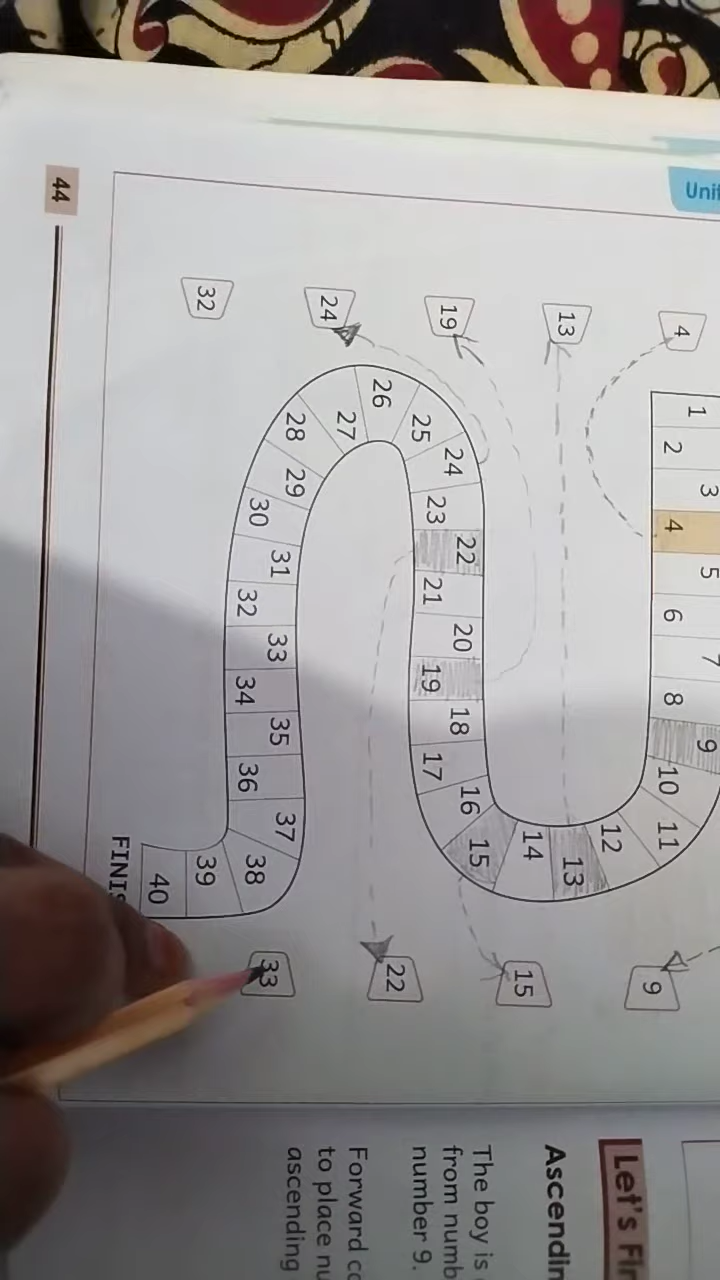 Unit
4
1 2 3 4 5 6 7 8 9 10 11 12
9
13
13 14 15 16 17 18 19 20 21 22 23 24 25 26
15
19
22
24
27 28 29 30 31 32 33 34 35 36 37 38 39 40
33
32
FINIS
44
Let's Fi
Ascendin
The boy is
from numb
number 9.
Forward co
to place nu
ascending